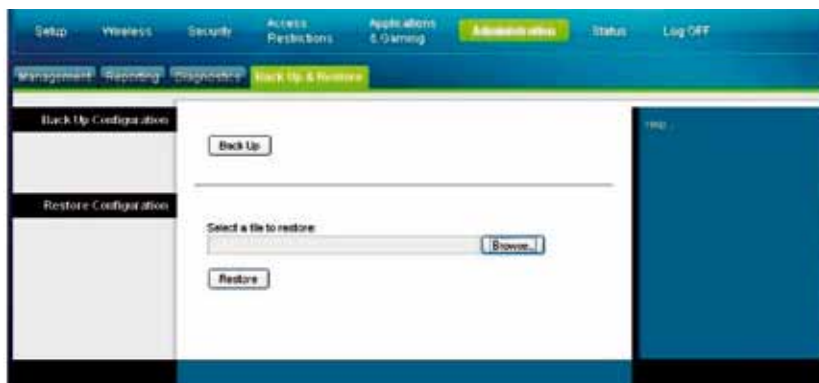 Setup Wireless Security Access Restrictions Applications & Gaming Administration Status Log Off
Management Reporting Diagnostics Back Up & Restore
Back Up Configuration
Help...
Back Up
Restore Configuration
Select a file to restore:
Browse...
Restore